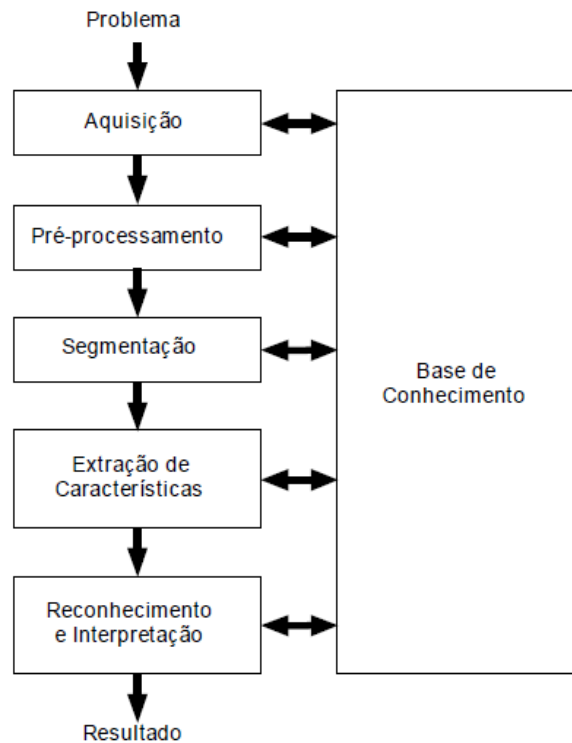 Problema
Aquisição
Pré-processamento
Segmentação
Extração de
Características
Reconhecimento
e Interpretação
Resultado
Base de
Conhecimento